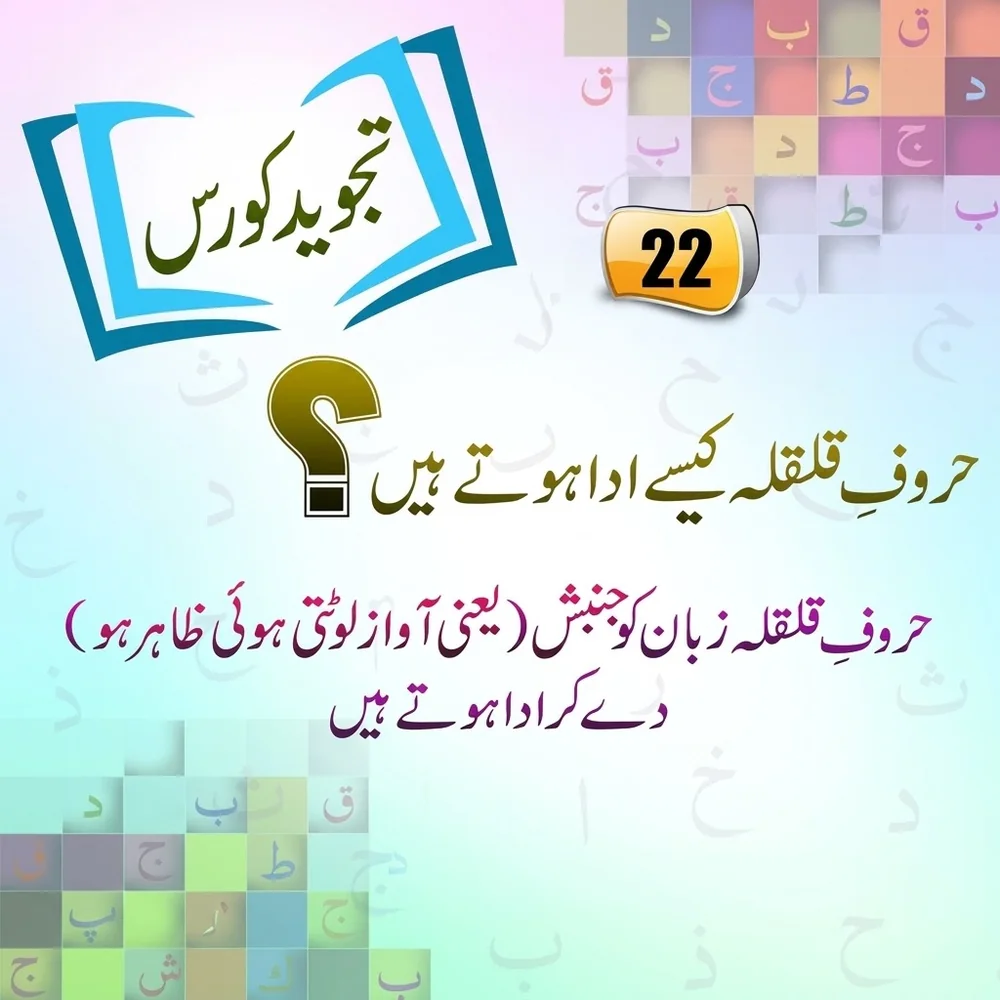 تجوید کورس
22
حروفِ قلقلہ کیسے ادا ہوتے ہیں؟
حروفِ قلقلہ زبان کو جنبش (یعنی آواز لوٹتی ہوئی ظاہر ہو)
دے کر ادا ہوتے ہیں